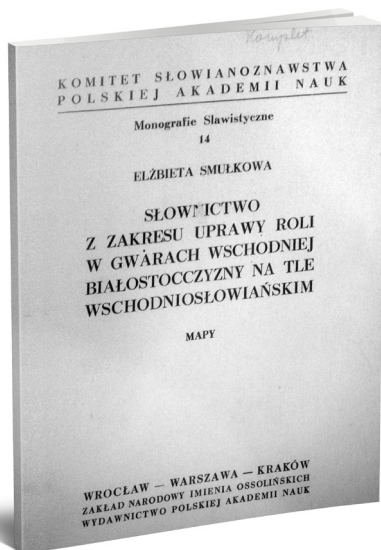 Komplet
KOMITET SŁOWIANOZNAWSTWA
POLSKIEJ AKADEMII NAUK
Monografie Slawistyczne
14
ELŻBIETA SMUŁKOWA
SŁOWNICTWO
Z ZAKRESU UPRAWY ROLI
W GWARACH WSCHODNIEJ
BIAŁOSTOCCZYZNY NA TLE
WSCHODNIOSŁOWIAŃSKIM
MAPY
WROCŁAW — WARSZAWA — KRAKÓW
ZAKŁAD NARODOWY IMIENIA OSSOLIŃSKICH
WYDAWNICTWO POLSKIEJ AKADEMII NAUK